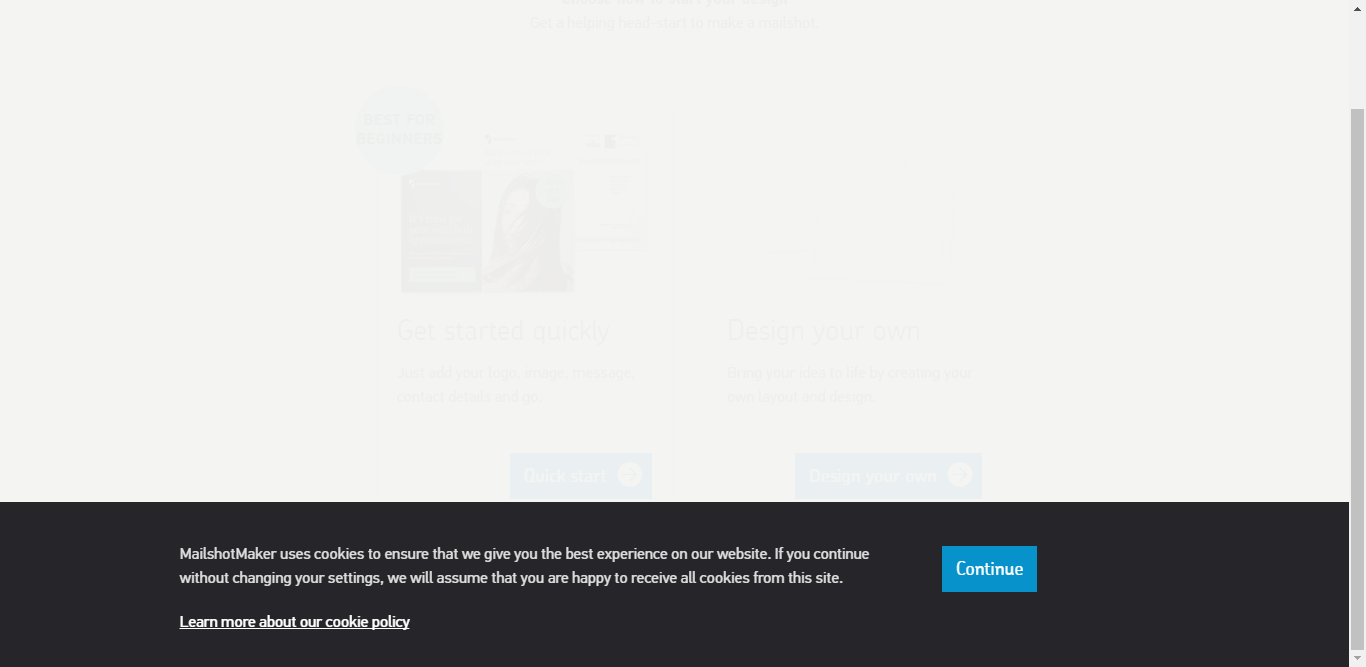 Choose how to start your design
Get a helping head-start to make a mailshot.
BEST FOR
BEGINNERS
Get started quickly
Just add your logo, image, message,
contact details and go.
Quick start
Design your own
Bring your idea to life by creating your
own layout and design.
Design your own
MailshotMaker uses cookies to ensure that we give you the best experience on our website. If you continue
without changing your settings, we will assume that you are happy to receive all cookies from this site.
Learn more about our cookie policy
Continue